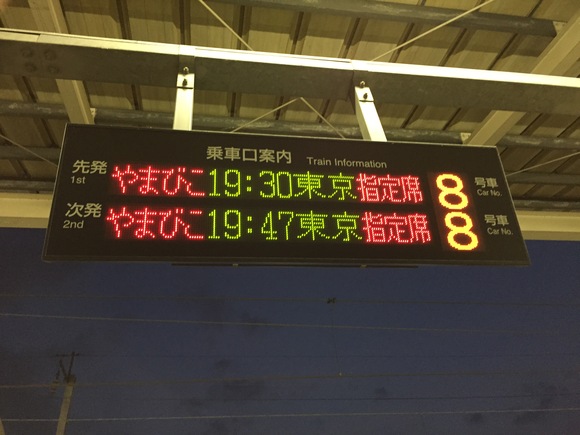 乗車口案内 Train Information
先発 やまびこ 19:30 東京 指定席 8 号車
1st Car No.
次発 やまびこ 19:47 東京 指定席 8 号車
2nd Car No.